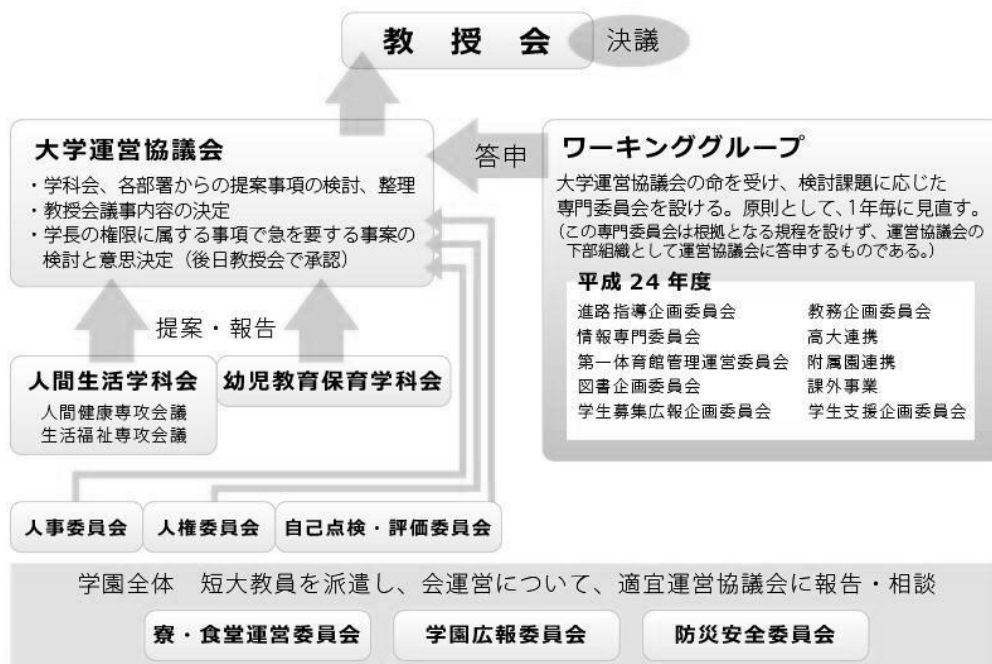 教 授 会
決議
大学運営協議会
・学科会、各部署からの提案事項の検討、整理
・教授会議事内容の決定
・学長の権限に属する事項で急を要する事案の
検討と意思決定（後日教授会で承認）
答申
ワーキンググループ
大学運営協議会の命を受け、検討課題に応じた
専門委員会を設ける。原則として、1年毎に見直す。
（この専門委員会は根拠となる規程を設けず、運営協議会の
下部組織として運営協議会に答申するものである。）
平成 24 年度
進路指導企画委員会
情報専門委員会
第一体育館管理運営委員会
図書企画委員会
学生募集広報企画委員会
教務企画委員会
高大連携
附属園連携
課外事業
学生支援企画委員会
提案・報告
人間生活学科会
人間健康専攻会議
生活福祉専攻会議
幼児教育保育学科会
人事委員会
人権委員会
自己点検・評価委員会
学園全体 短大教員を派遣し、会運営について、適宜運営協議会に報告・相談
寮・食堂運営委員会
学園広報委員会
防災安全委員会